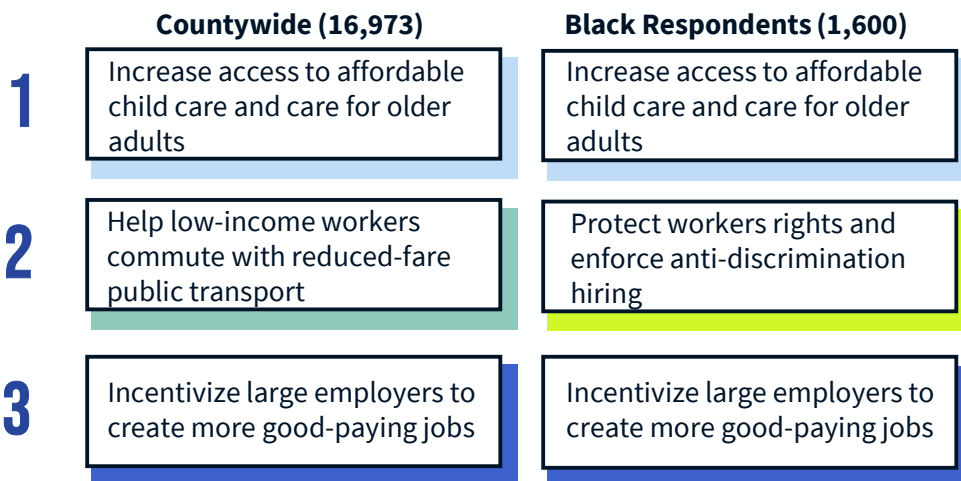 Countywide (16,973)
Black Respondents (1,600)
1
Increase access to affordable
child care and care for older
adults
Increase access to affordable
child care and care for older
adults
2
Help low-income workers
commute with reduced-fare
public transport
Protect workers rights and
enforce anti-discrimination
hiring
3
Incentivize large employers to
create more good-paying jobs
Incentivize large employers to
create more good-paying jobs